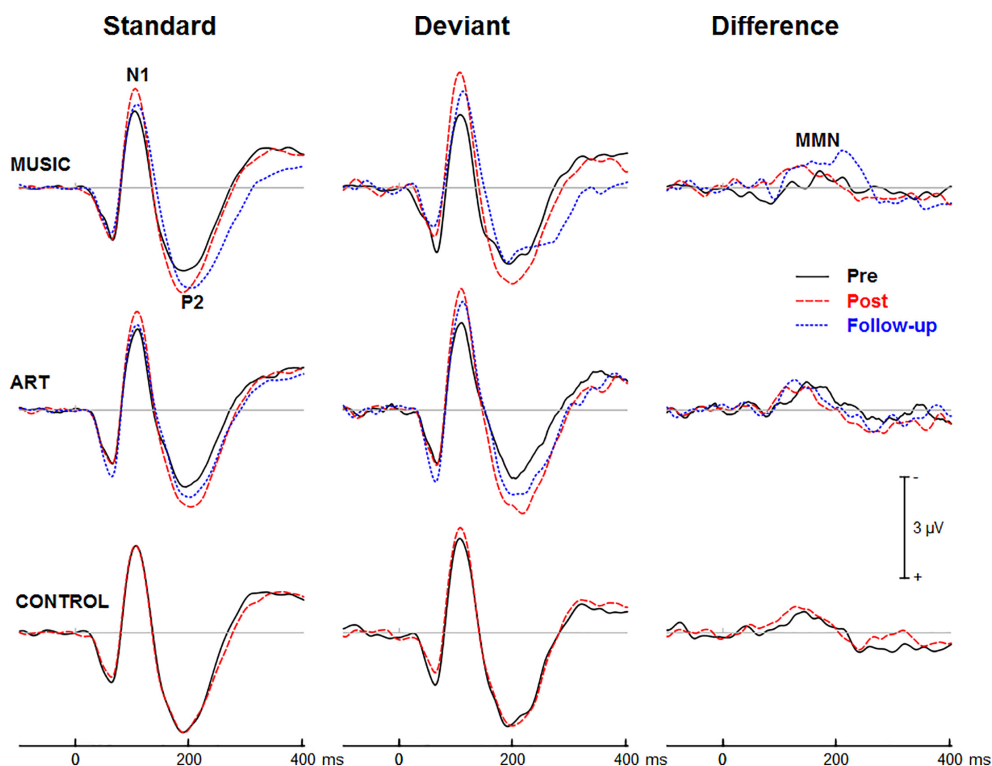 Standard Deviant Difference
N1
MUSIC
MMN
P2
Pre
Post
Follow-up
ART
-
3 µV
+
CONTROL
0 200 400 ms 0 200 400 ms 0 200 400 ms